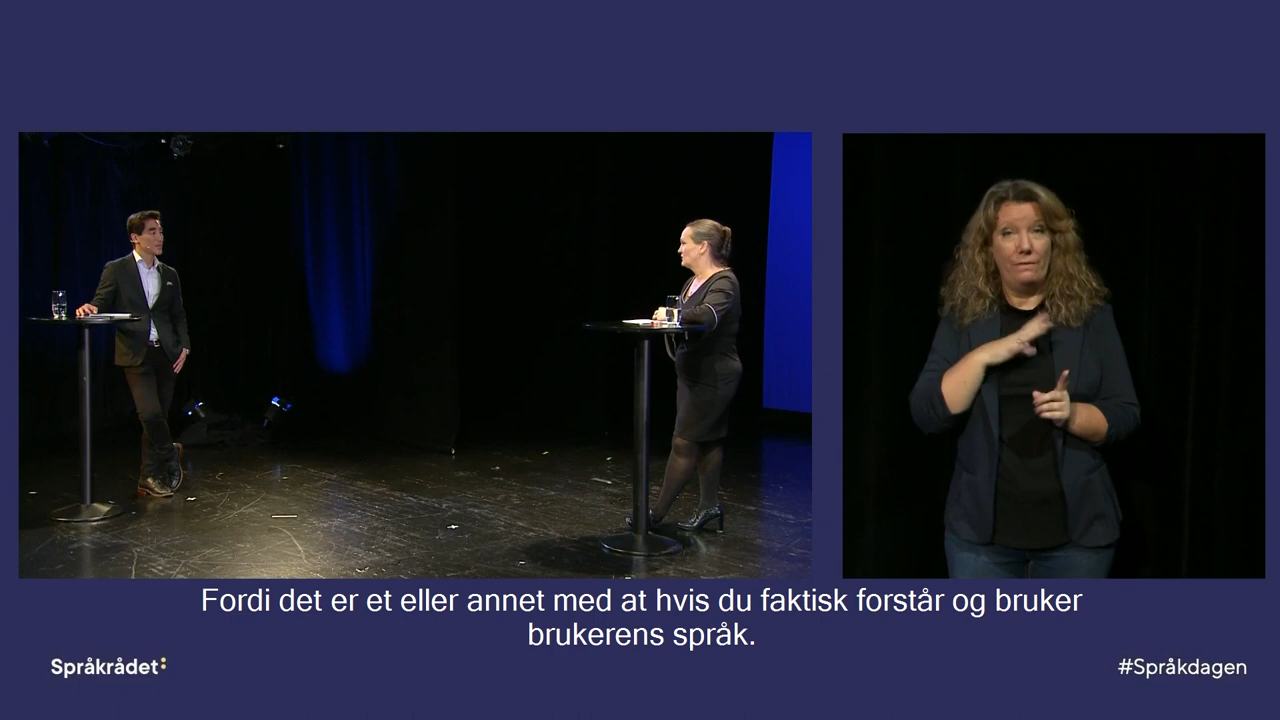 Fordi det er et eller annet med at hvis du faktisk forstår og bruker
brukerens språk.
Språkrådet:
#Språkdagen